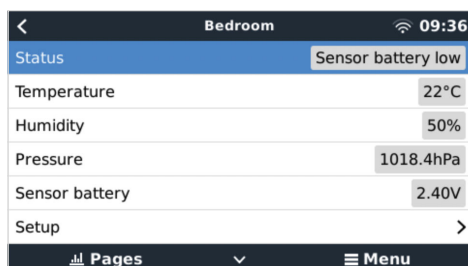 Bedroom 09:36
Status Sensor battery low
Temperature 22°C
Humidity 50%
Pressure 1018.4hPa
Sensor battery 2.40V
Setup
Pages Menu